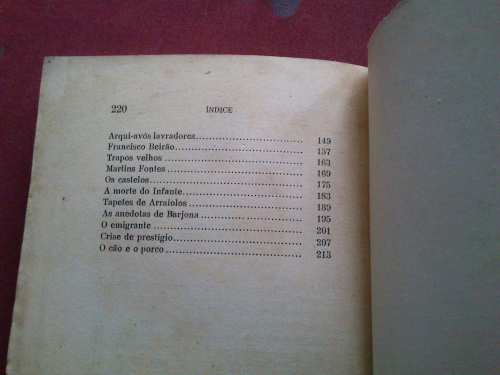 220 ÍNDICE
Arqui-avós lavradores........................ 149
Francisco Beirão................................ 157
Trapos velhos .................................... 163
Martins Fontes .................................. 169
Os castelos......................................... 175
A morte do Infante............................ 183
Tapetes de Arraiolos......................... 189
As anedotas de Barjona ................... 195
O emigrante ...................................... 201
Crise de prestígio.............................. 207
O cão e o porco................................. 213